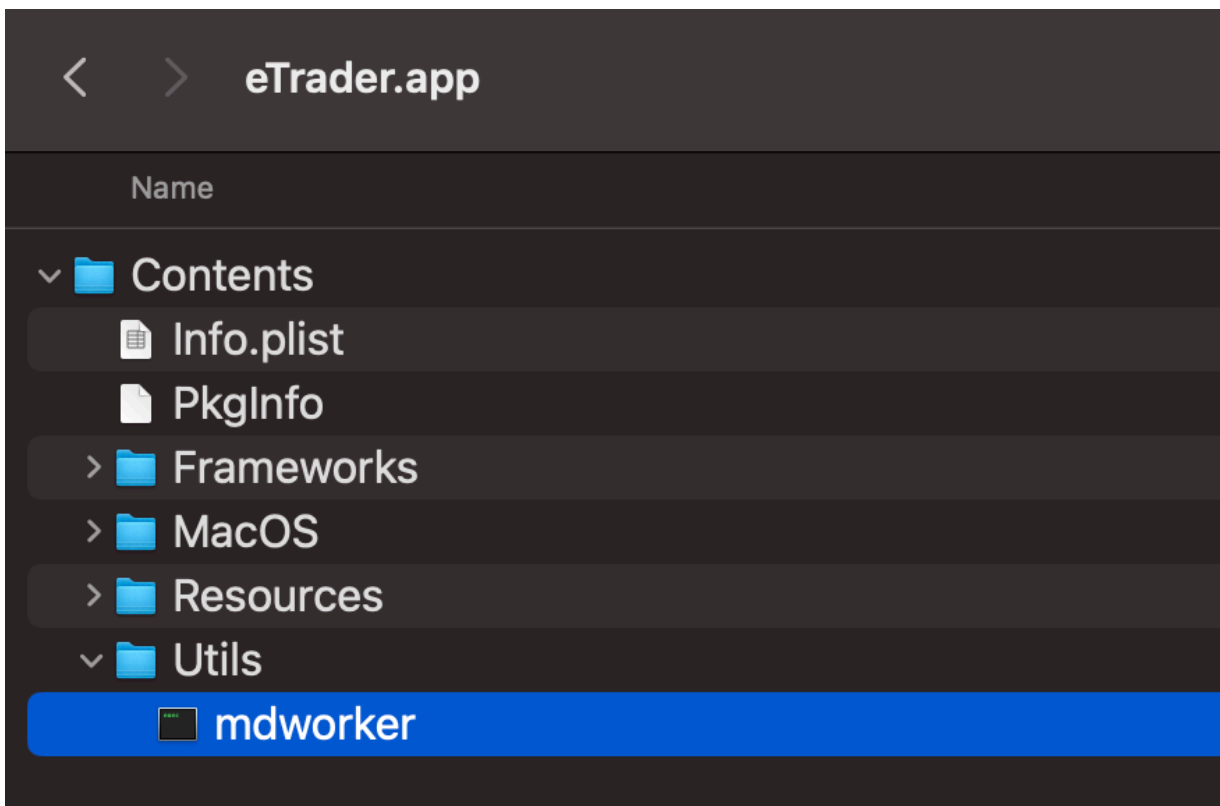 eTrader.app
Name
Contents
Info.plist
PkgInfo
Frameworks
MacOS
Resources
Utils
mdworker